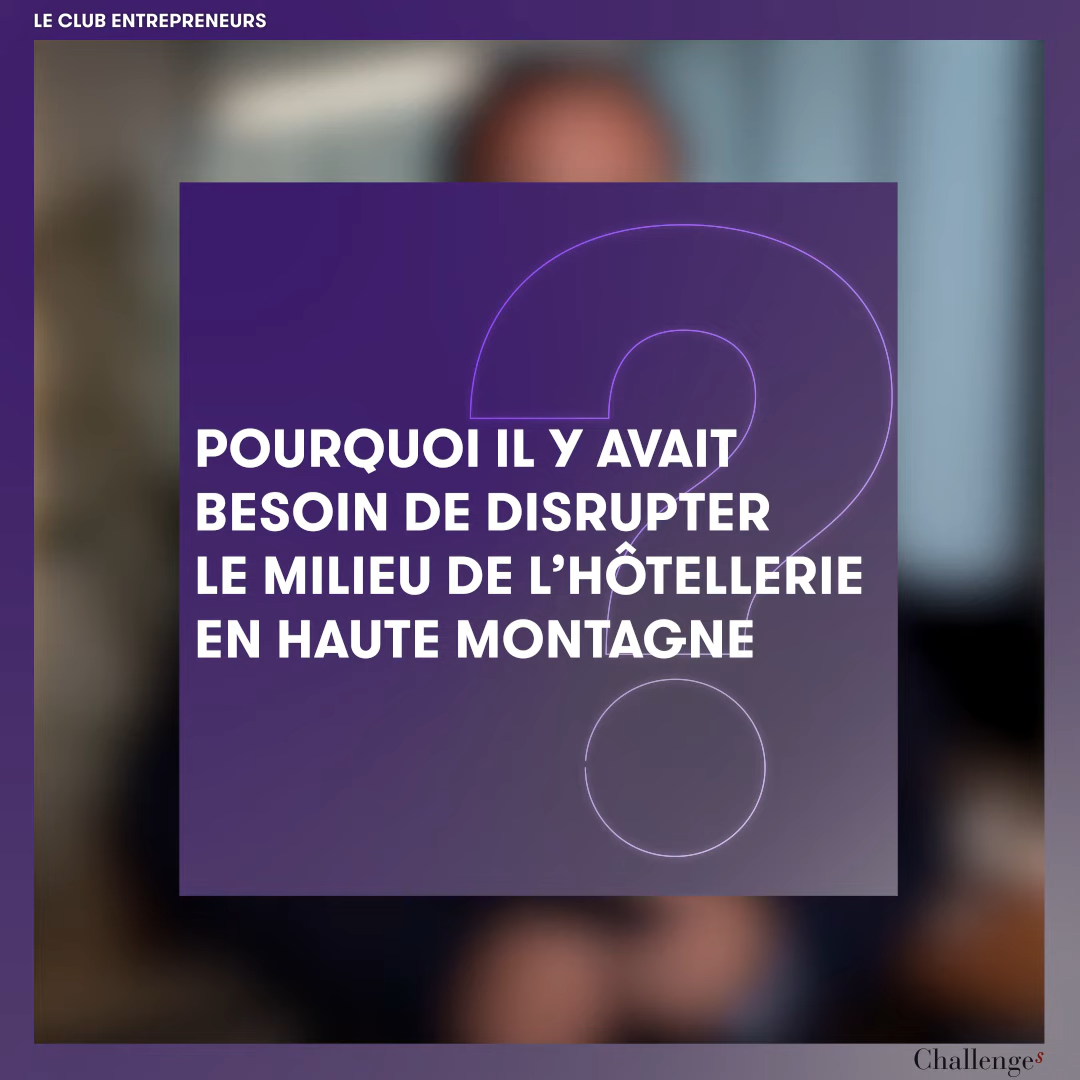 LE CLUB ENTREPRENEURS
POURQUOI IL Y AVAIT
BESOIN DE DISRUPTER
LE MILIEU DE L’HÔTELLERIE
EN HAUTE MONTAGNE
Challenges